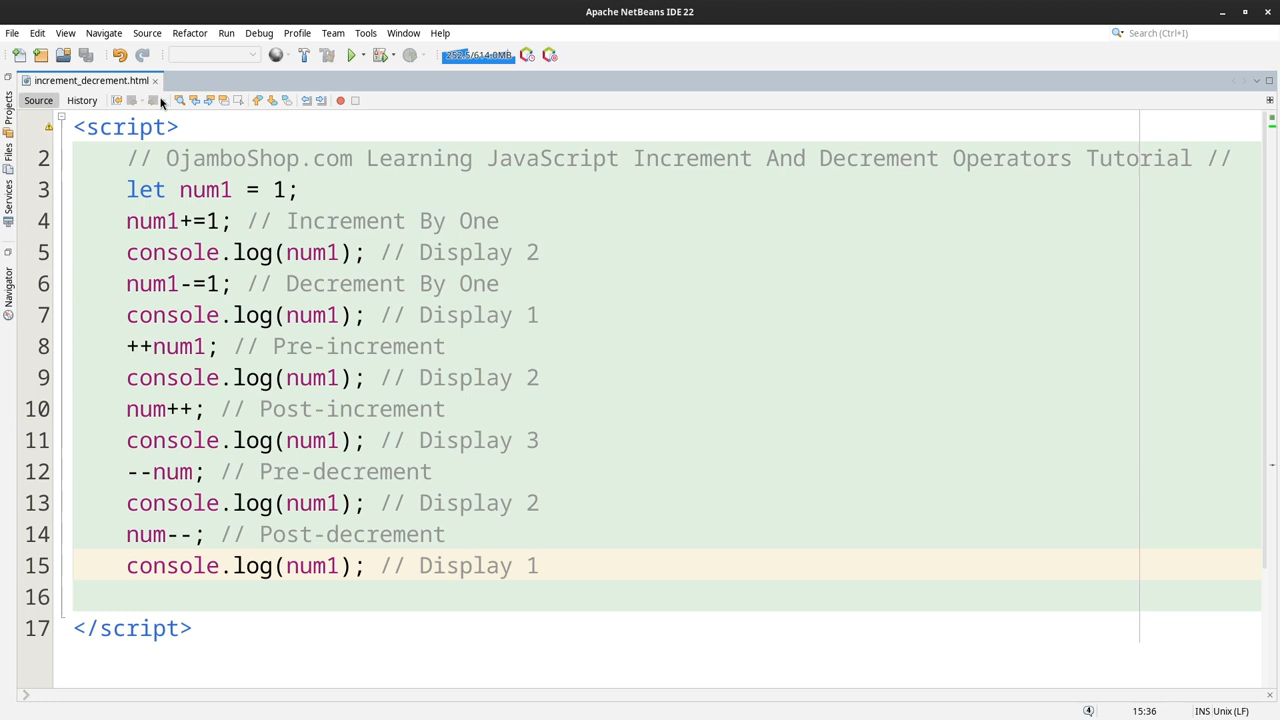 Apache NetBeans IDE 22
File Edit View Navigate Source Refactor Run Debug Profile Team Tools Window Help
Search (Ctrl+I)
252.5/614.0MB
increment_decrement.html
Source History
Projects
Files
Services
Navigator
<script>
2 // OjamboShop.com Learning JavaScript Increment And Decrement Operators Tutorial //
3 let num1 = 1;
4 num1+=1; // Increment By One
5 console.log(num1); // Display 2
6 num1-=1; // Decrement By One
7 console.log(num1); // Display 1
8 ++num1; // Pre-increment
9 console.log(num1); // Display 2
10 num++; // Post-increment
11 console.log(num1); // Display 3
12 --num; // Pre-decrement
13 console.log(num1); // Display 2
14 num--; // Post-decrement
15 console.log(num1); // Display 1
16
17 </script>
4 15:36 INS Unix (LF)